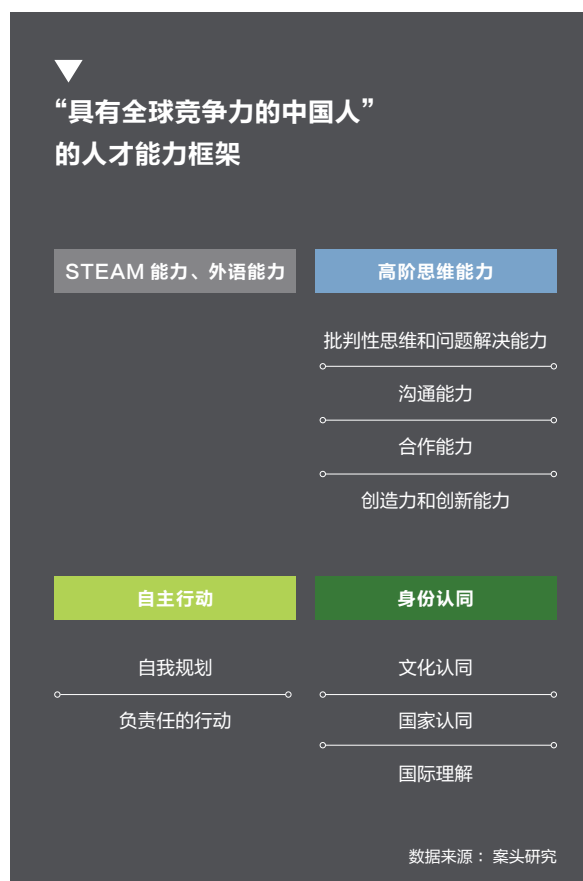 “具有全球竞争力的中国人”
的人才能力框架
STEAM 能力、外语能力
高阶思维能力
批判性思维和问题解决能力
沟通能力
合作能力
创造力和创新能力
自主行动
自我规划
负责任的行动
身份认同
文化认同
国家认同
国际理解
数据来源：案头研究